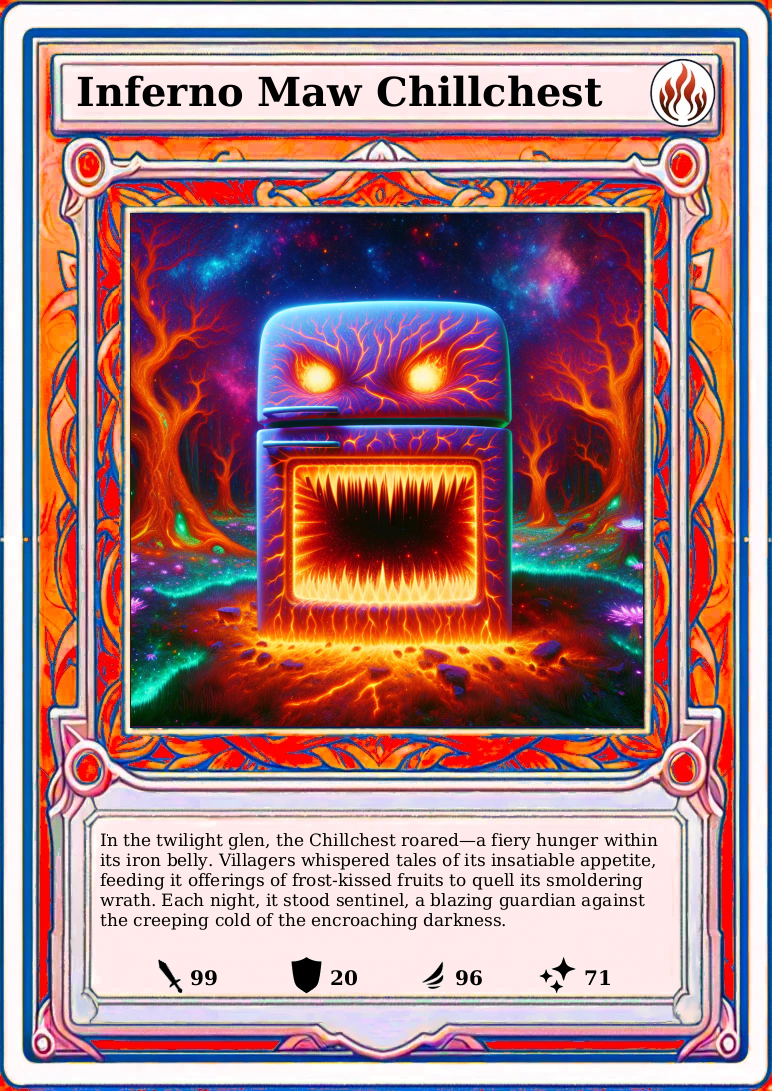 Inferno Maw Chillchest
In the twilight glen, the Chillchest roared—a fiery hunger within
its iron belly. Villagers whispered tales of its insatiable appetite,
feeding it offerings of frost-kissed fruits to quell its smoldering
wrath. Each night, it stood sentinel, a blazing guardian against
the creeping cold of the encroaching darkness.
99 20 96 71